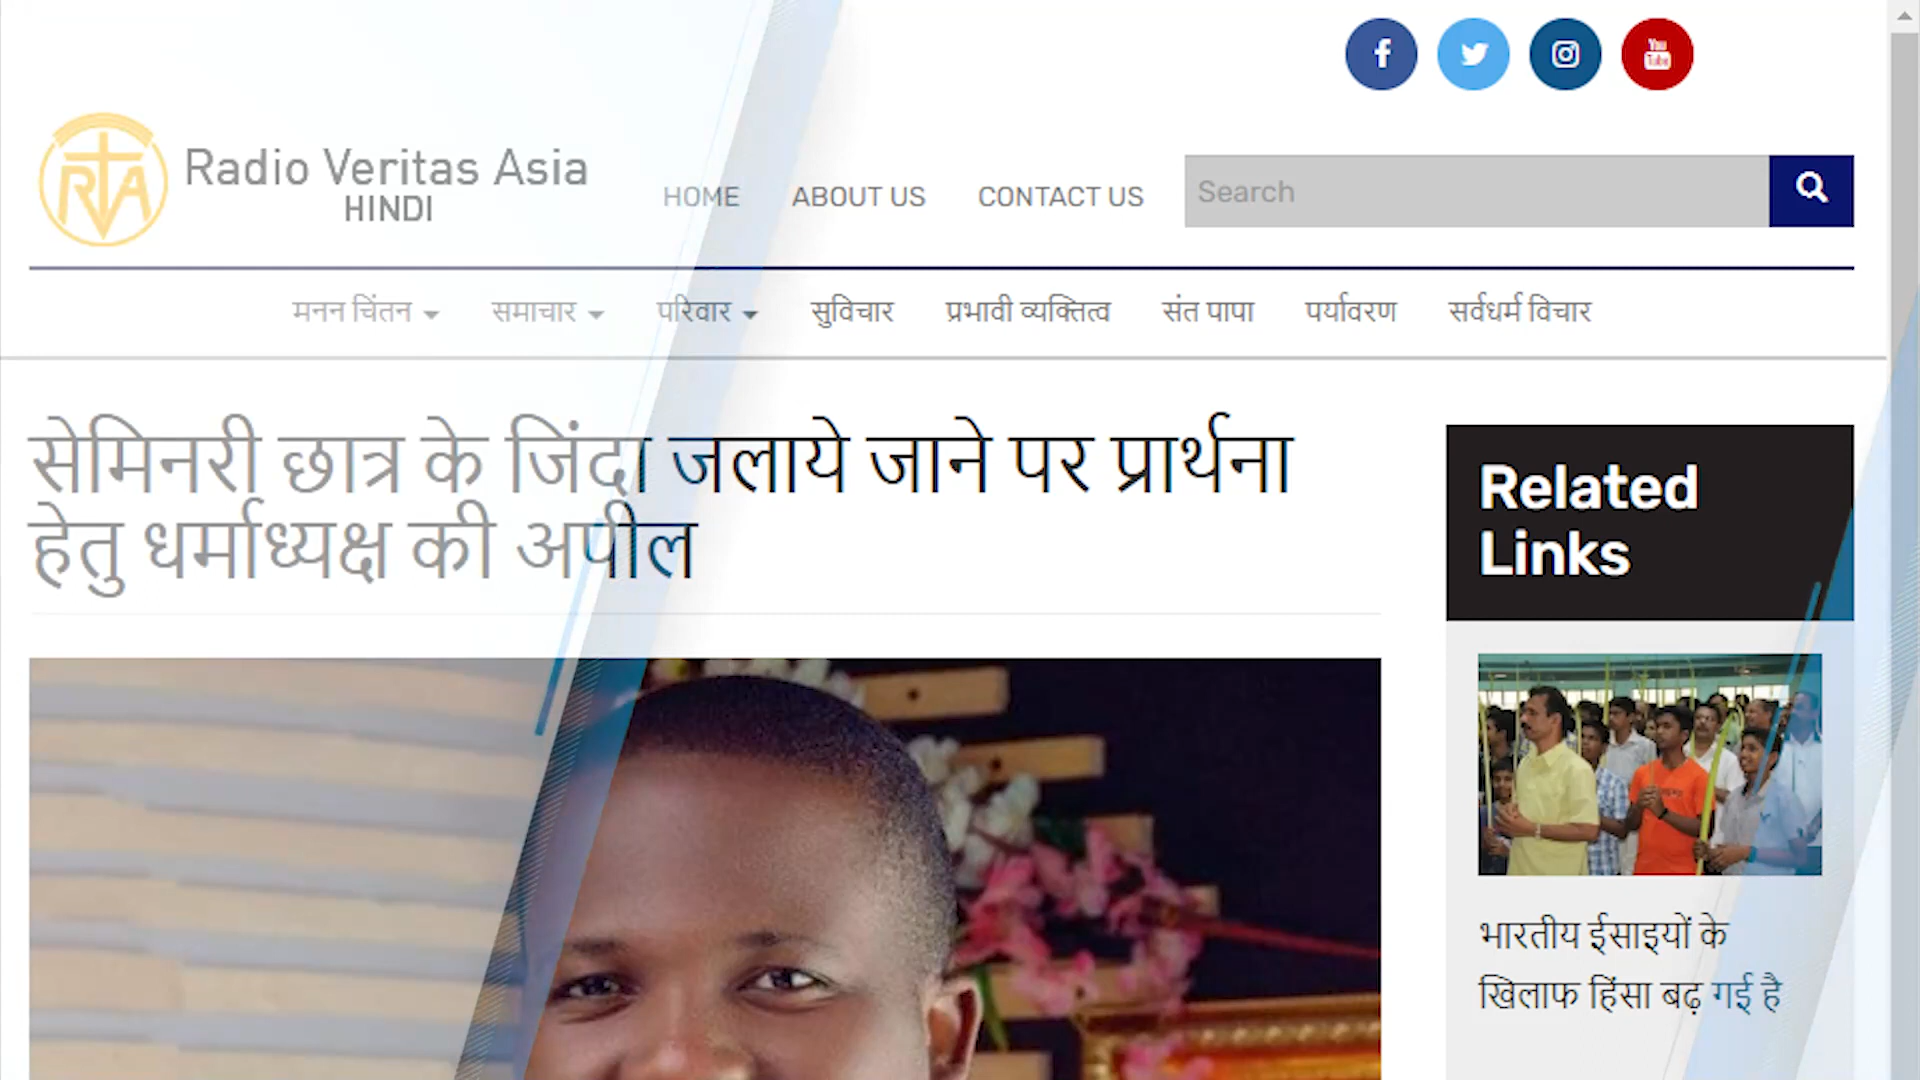 Radio Veritas Asia
HINDI
HOME ABOUT US CONTACT US Search
मनन चिंतन समाचार परिवार सुविचार प्रभावी व्यक्तित्व संत पापा पर्यावरण सर्वधर्म विचार
सेमिनरी छात्र के जिंदा जलाये जाने पर प्रार्थना
हेतु धर्माध्यक्ष की अपील
Related
Links
भारतीय ईसाइयों के
खिलाफ हिंसा बढ़ गई है